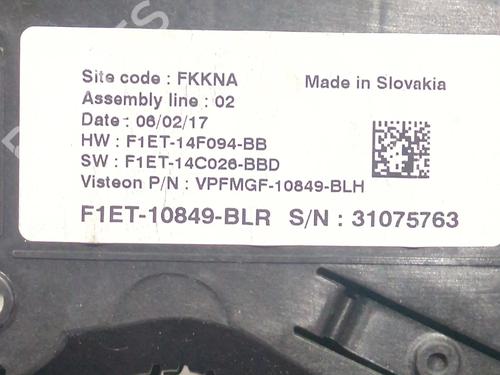 Site code : FKKNA
Made in Slovakia
Assembly line : 02
Date : 06/02/17
HW : F1ET-14F094-BB
SW : F1ET-14C026-BBD
Visteon P/N : VPFMGF-10849-BLH
F1ET-10849-BLR S/N : 31075763